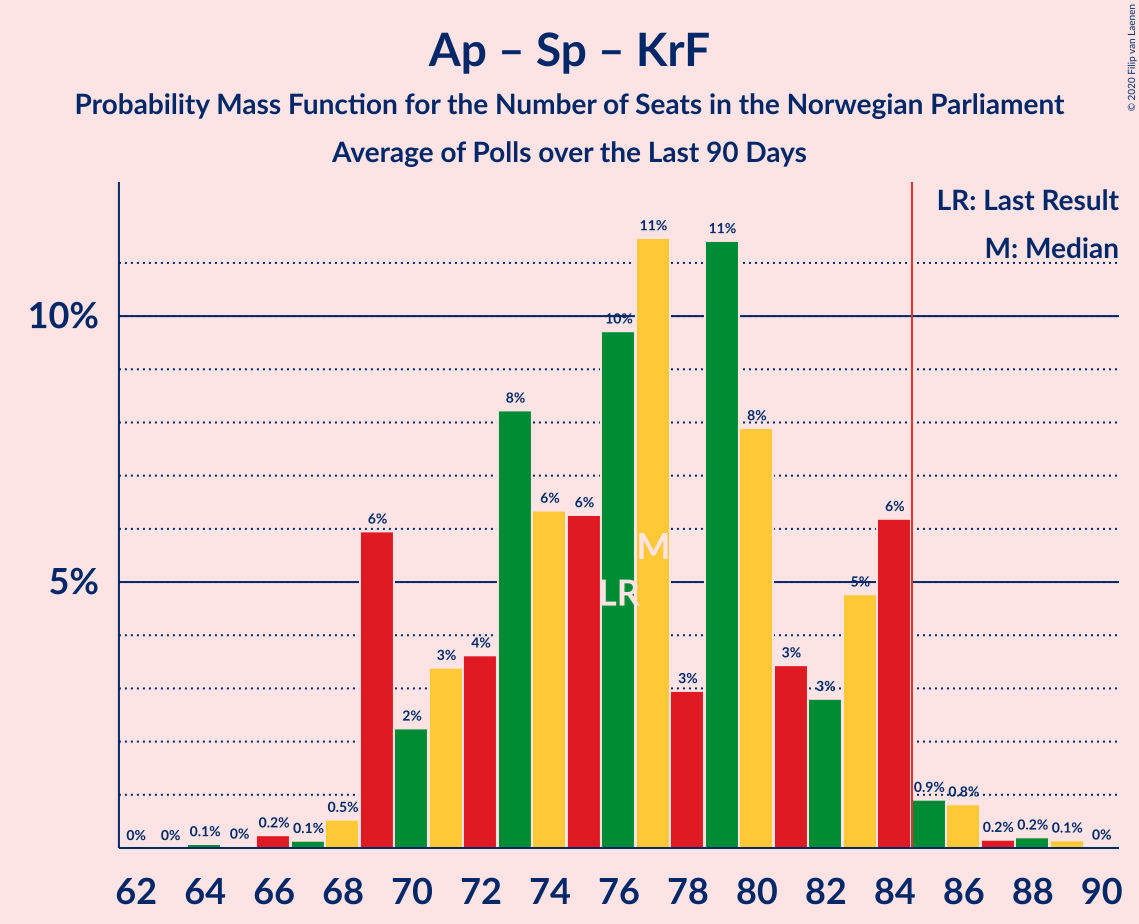 Ap – Sp – KrF
Probability Mass Function for the Number of Seats in the Norwegian Parliament
Average of Polls over the Last 90 Days
© 2020 Filip van Laenen
LR: Last Result
M: Median
10%
5%
0% 0% 0.1% 0% 0.2% 0.1% 0.5% 6% 2% 3% 4% 8% 6% 6% 10% 11% 3% 11% 8% 3% 3% 5% 6% 0.9% 0.8% 0.2% 0.2% 0.1% 0%
M
LR
62 64 66 68 70 72 74 76 78 80 82 84 86 88 90